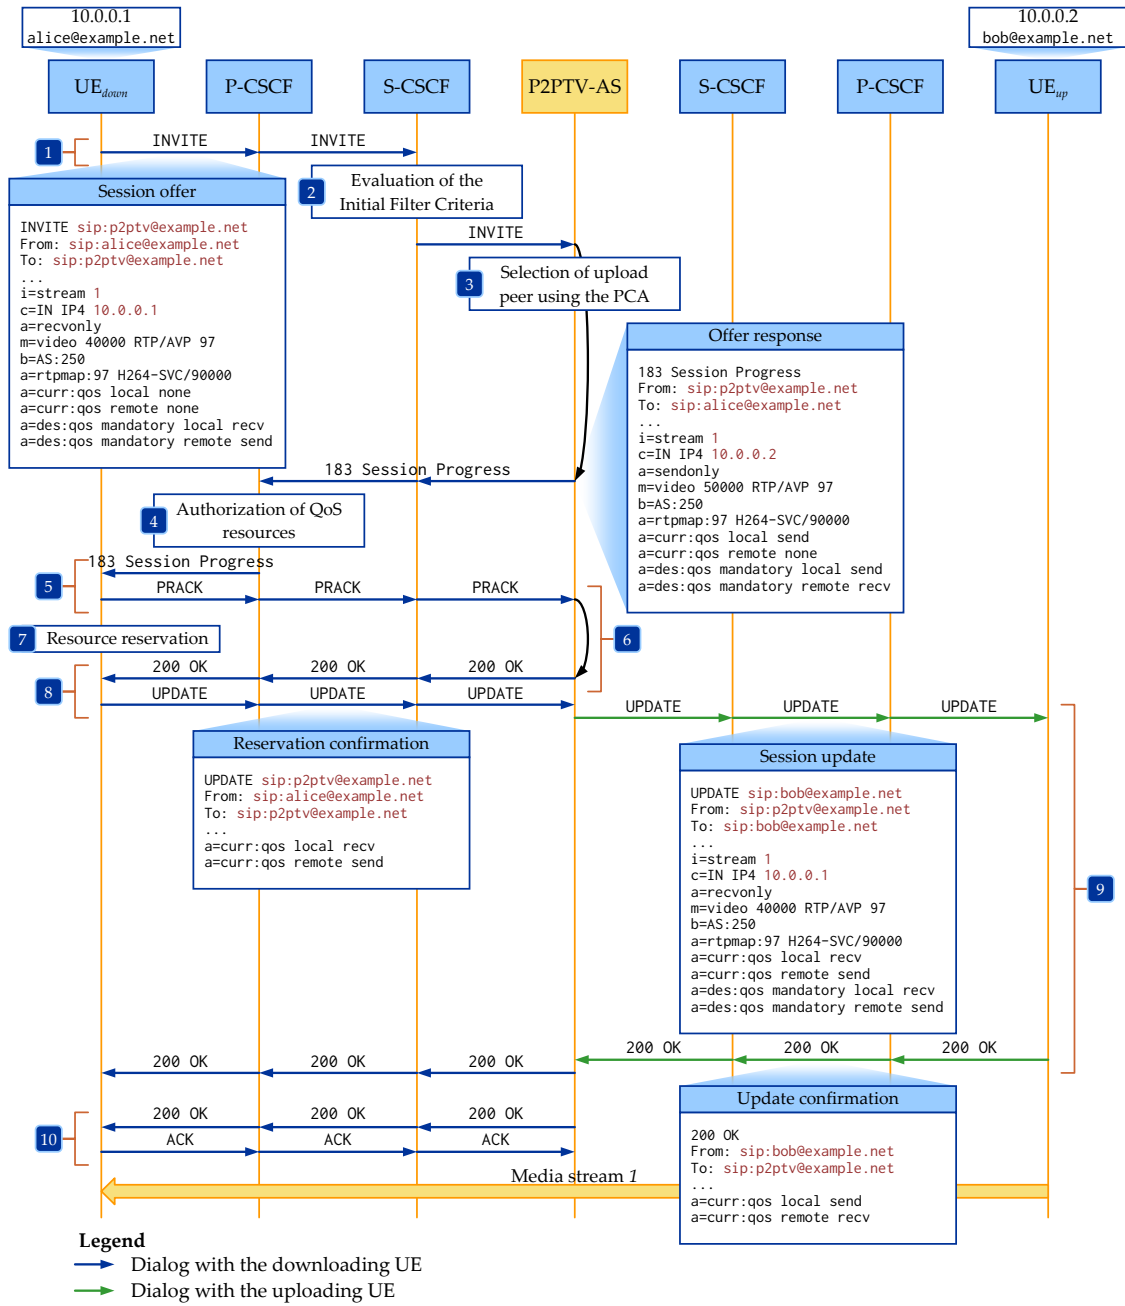 10.0.0.1
alice@example.net
10.0.0.2
bob@example.net
UEdown
P-CSCF
S-CSCF
P2PTV-AS
S-CSCF
P-CSCF
UEup
1
INVITE
INVITE
Session offer
INVITE sip:p2ptv@example.net
From: sip:alice@example.net
To: sip:p2ptv@example.net
...
i=stream 1
c=IN IP4 10.0.0.1
a=recvonly
m=video 40000 RTP/AVP 97
b=AS:250
a=rtpmap:97 H264-SVC/90000
a=curr:qos local none
a=curr:qos remote none
a=des:qos mandatory local recv
a=des:qos mandatory remote send
2
Evaluation of the
Initial Filter Criteria
INVITE
3
Selection of upload
peer using the PCA
Offer response
183 Session Progress
From: sip:p2ptv@example.net
To: sip:alice@example.net
...
i=stream 1
c=IN IP4 10.0.0.2
a=sendonly
m=video 50000 RTP/AVP 97
b=AS:250
a=rtpmap:97 H264-SVC/90000
a=curr:qos local send
a=curr:qos remote none
a=des:qos mandatory local send
a=des:qos mandatory remote recv
183 Session Progress
4
Authorization of QoS
resources
5
183 Session Progress
PRACK
PRACK
PRACK
6
7
Resource reservation
8
200 OK
200 OK
200 OK
UPDATE
UPDATE
UPDATE
UPDATE
UPDATE
UPDATE
Reservation confirmation
UPDATE sip:p2ptv@example.net
From: sip:alice@example.net
To: sip:p2ptv@example.net
...
a=curr:qos local recv
a=curr:qos remote send
Session update
UPDATE sip:bob@example.net
From: sip:p2ptv@example.net
To: sip:bob@example.net
...
i=stream 1
c=IN IP4 10.0.0.1
a=recvonly
m=video 40000 RTP/AVP 97
b=AS:250
a=rtpmap:97 H264-SVC/90000
a=curr:qos local recv
a=curr:qos remote send
a=des:qos mandatory local recv
a=des:qos mandatory remote send
9
200 OK
200 OK
200 OK
200 OK
200 OK
200 OK
Update confirmation
200 OK
From: sip:bob@example.net
To: sip:p2ptv@example.net
...
a=curr:qos local send
a=curr:qos remote recv
10
200 OK
200 OK
200 OK
ACK
ACK
ACK
Media stream 1
Legend
Dialog with the downloading UE
Dialog with the uploading UE